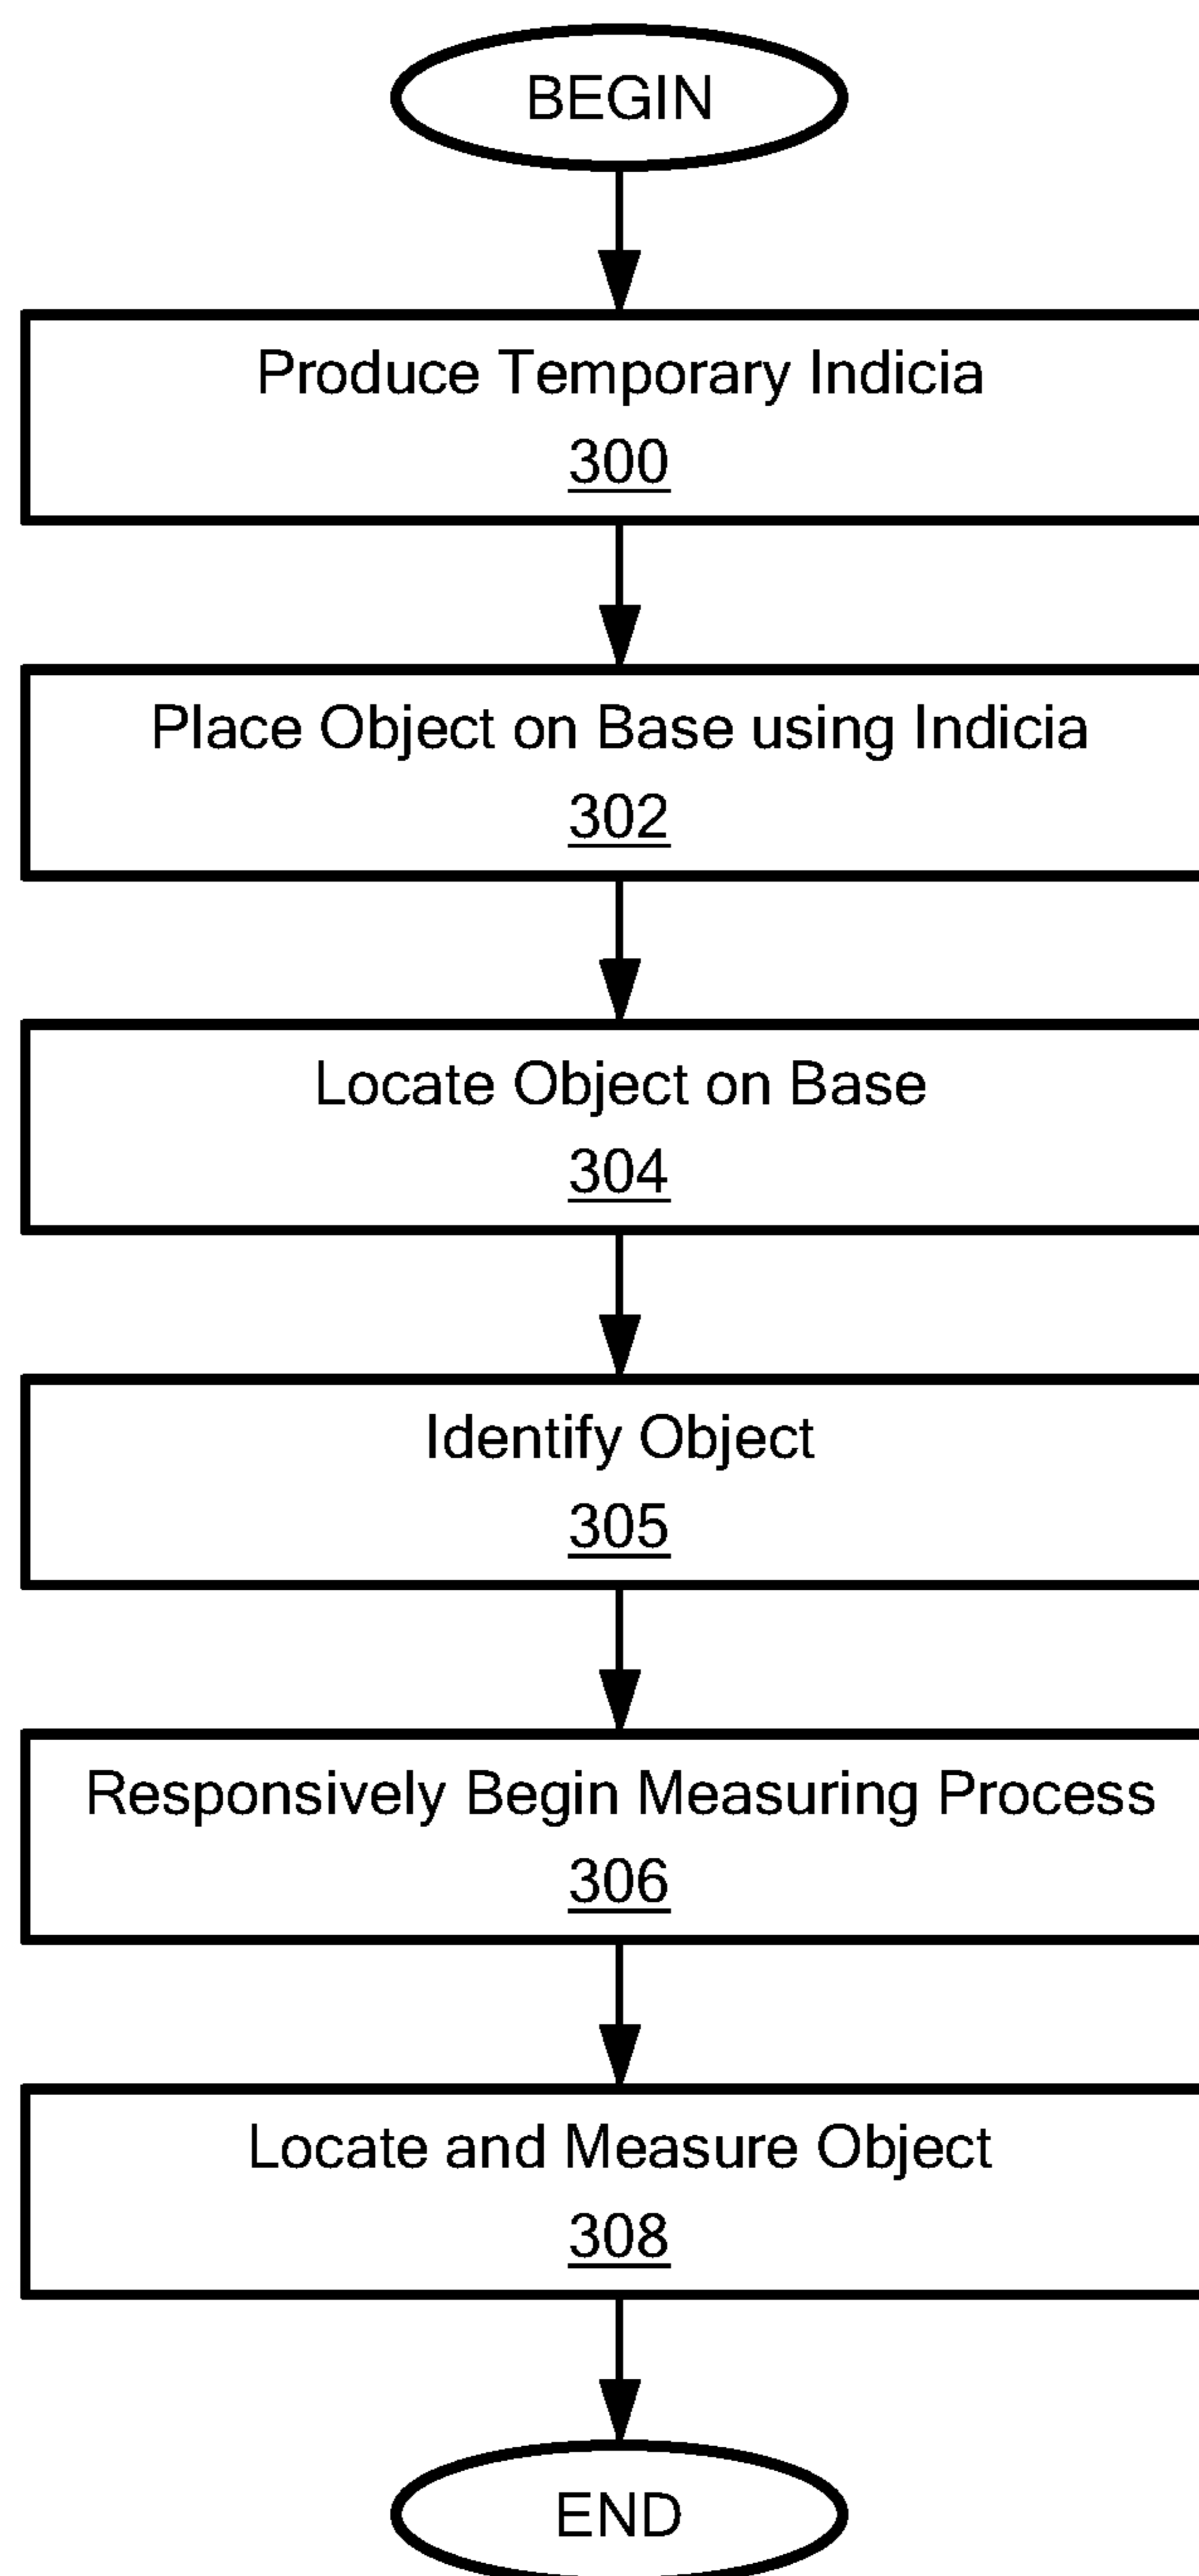 BEGIN
Produce Temporary Indicia
300
Place Object on Base using Indicia
302
Locate Object on Base
304
Identify Object
305
Responsively Begin Measuring Process
306
Locate and Measure Object
308
END